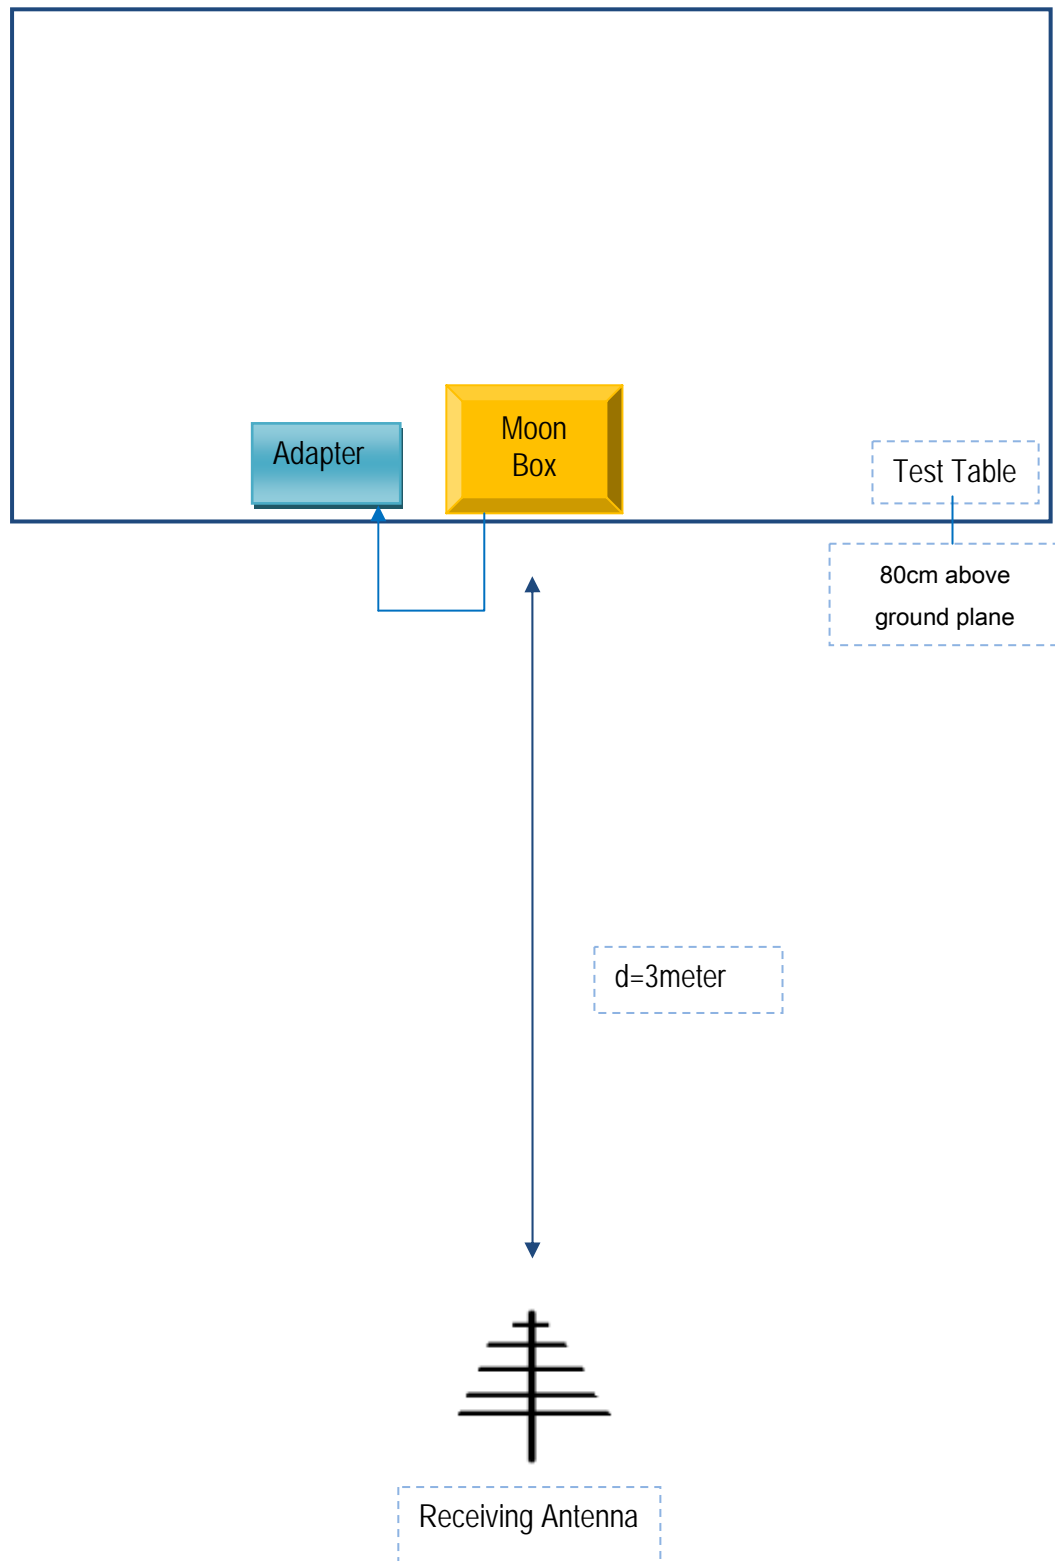 Adapter
Moon
Box
Test Table
80cm above
ground plane
d=3meter
Receiving Antenna